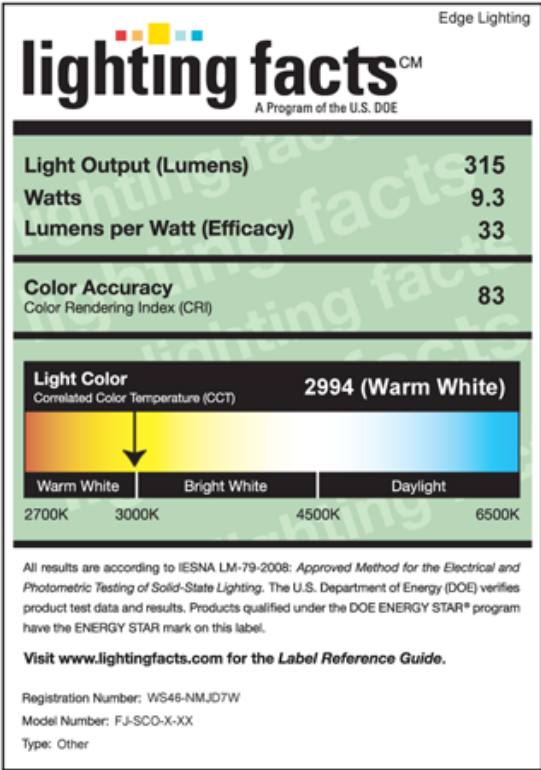 Edge Lighting
lighting facts CM
A Program of the U.S. DOE
Light Output (Lumens) 315
Watts 9.3
Lumens per Watt (Efficacy) 33
Color Accuracy 83
Color Rendering Index (CRI)
Light Color 2994 (Warm White)
Correlated Color Temperature (CCT)
Warm White Bright White Daylight
2700K 3000K 4500K 6500K
All results are according to IESNA LM-79-2008: Approved Method for the Electrical and
Photometric Testing of Solid-State Lighting. The U.S. Department of Energy (DOE) verifies
product test data and results. Products qualified under the DOE ENERGY STAR® program
have the ENERGY STAR mark on this label.
Visit www.lightingfacts.com for the Label Reference Guide.
Registration Number: WS46-NMJD7W
Model Number: FJ-SCO-X-XX
Type: Other